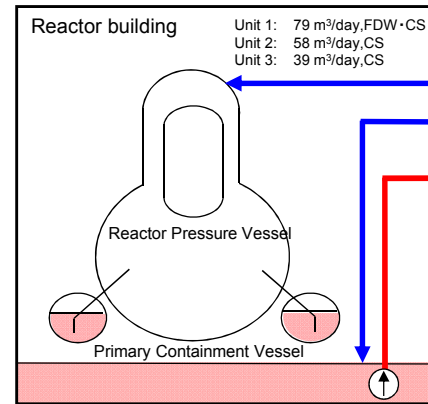 Reactor building
Unit 1: 79 m³/day,FDW・CS
Unit 2: 58 m³/day,CS
Unit 3: 39 m³/day,CS
Reactor Pressure Vessel
Primary Containment Vessel